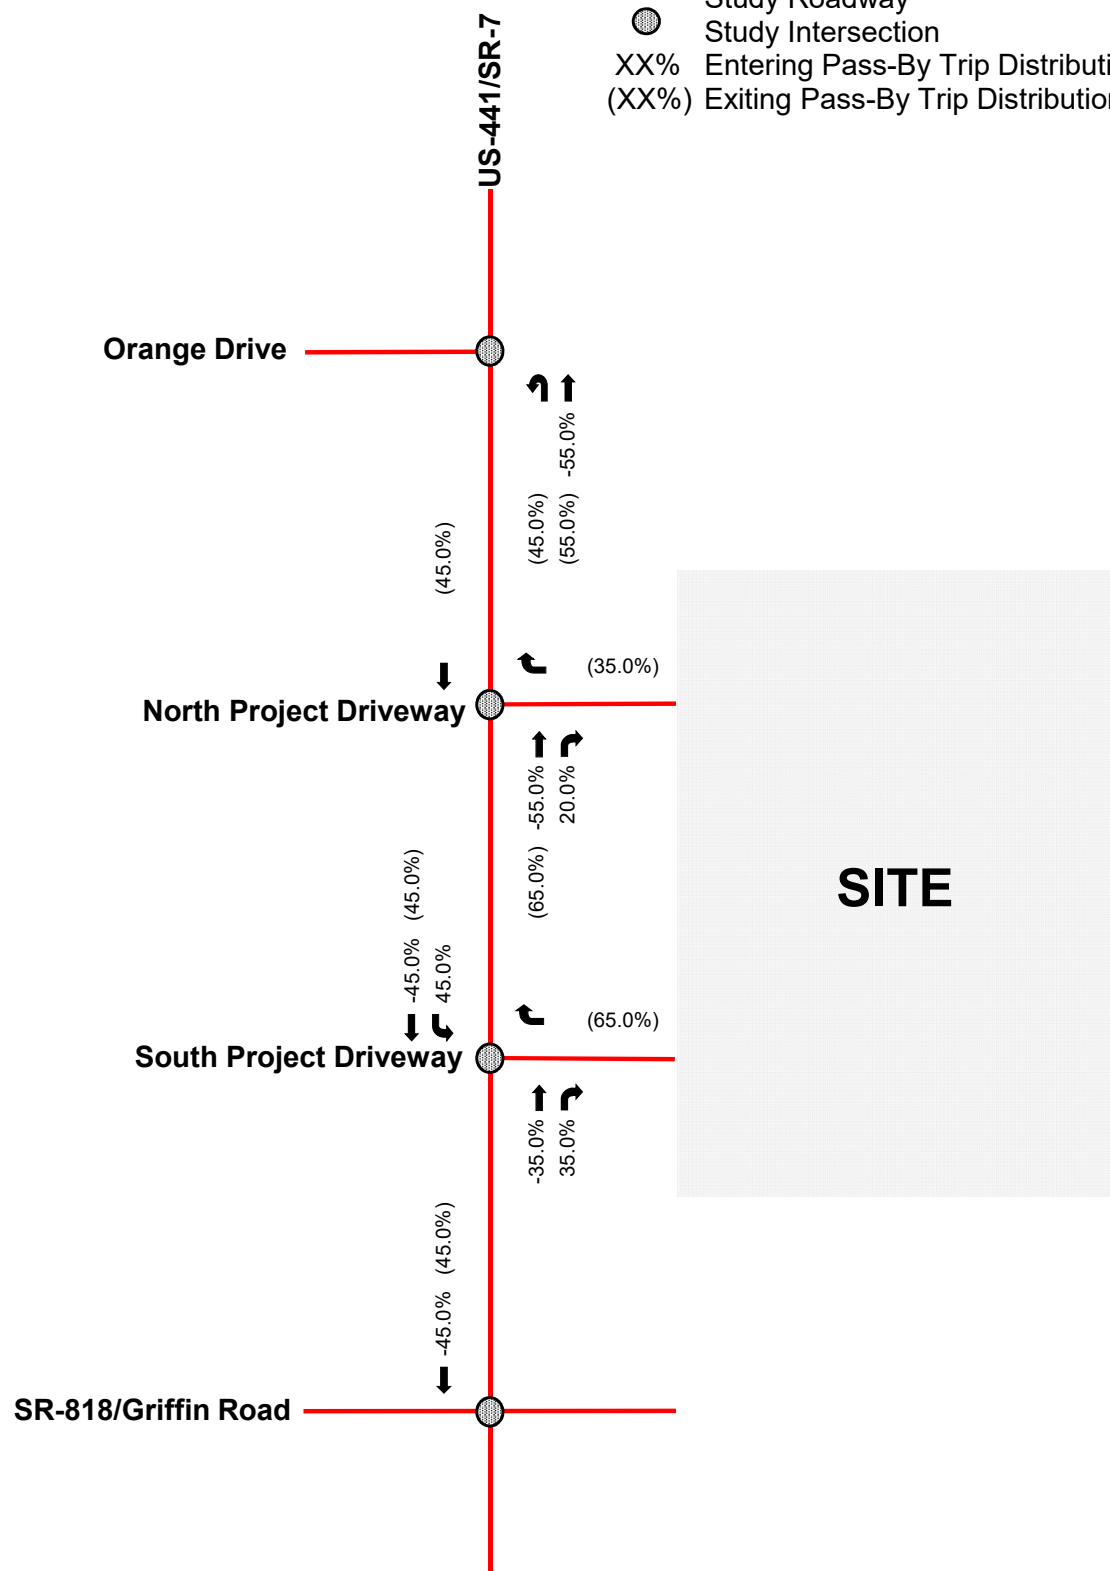 Study Roadway
Study Intersection
XX% Entering Pass-By Trip
(XX%) Exiting Pass-By Trip
US-441/SR-7
Orange Drive
-55.0%
(45.0%)
(55.0%)
(45.0%)
(35.0%)
North Project Driveway
(65.0%) -55.0%
20.0%
SITE
-45.0% (45.0%)
45.0%
(65.0%)
South Project Driveway
-35.0%
35.0%
-45.0% (45.0%)
SR-818/Griffin Road